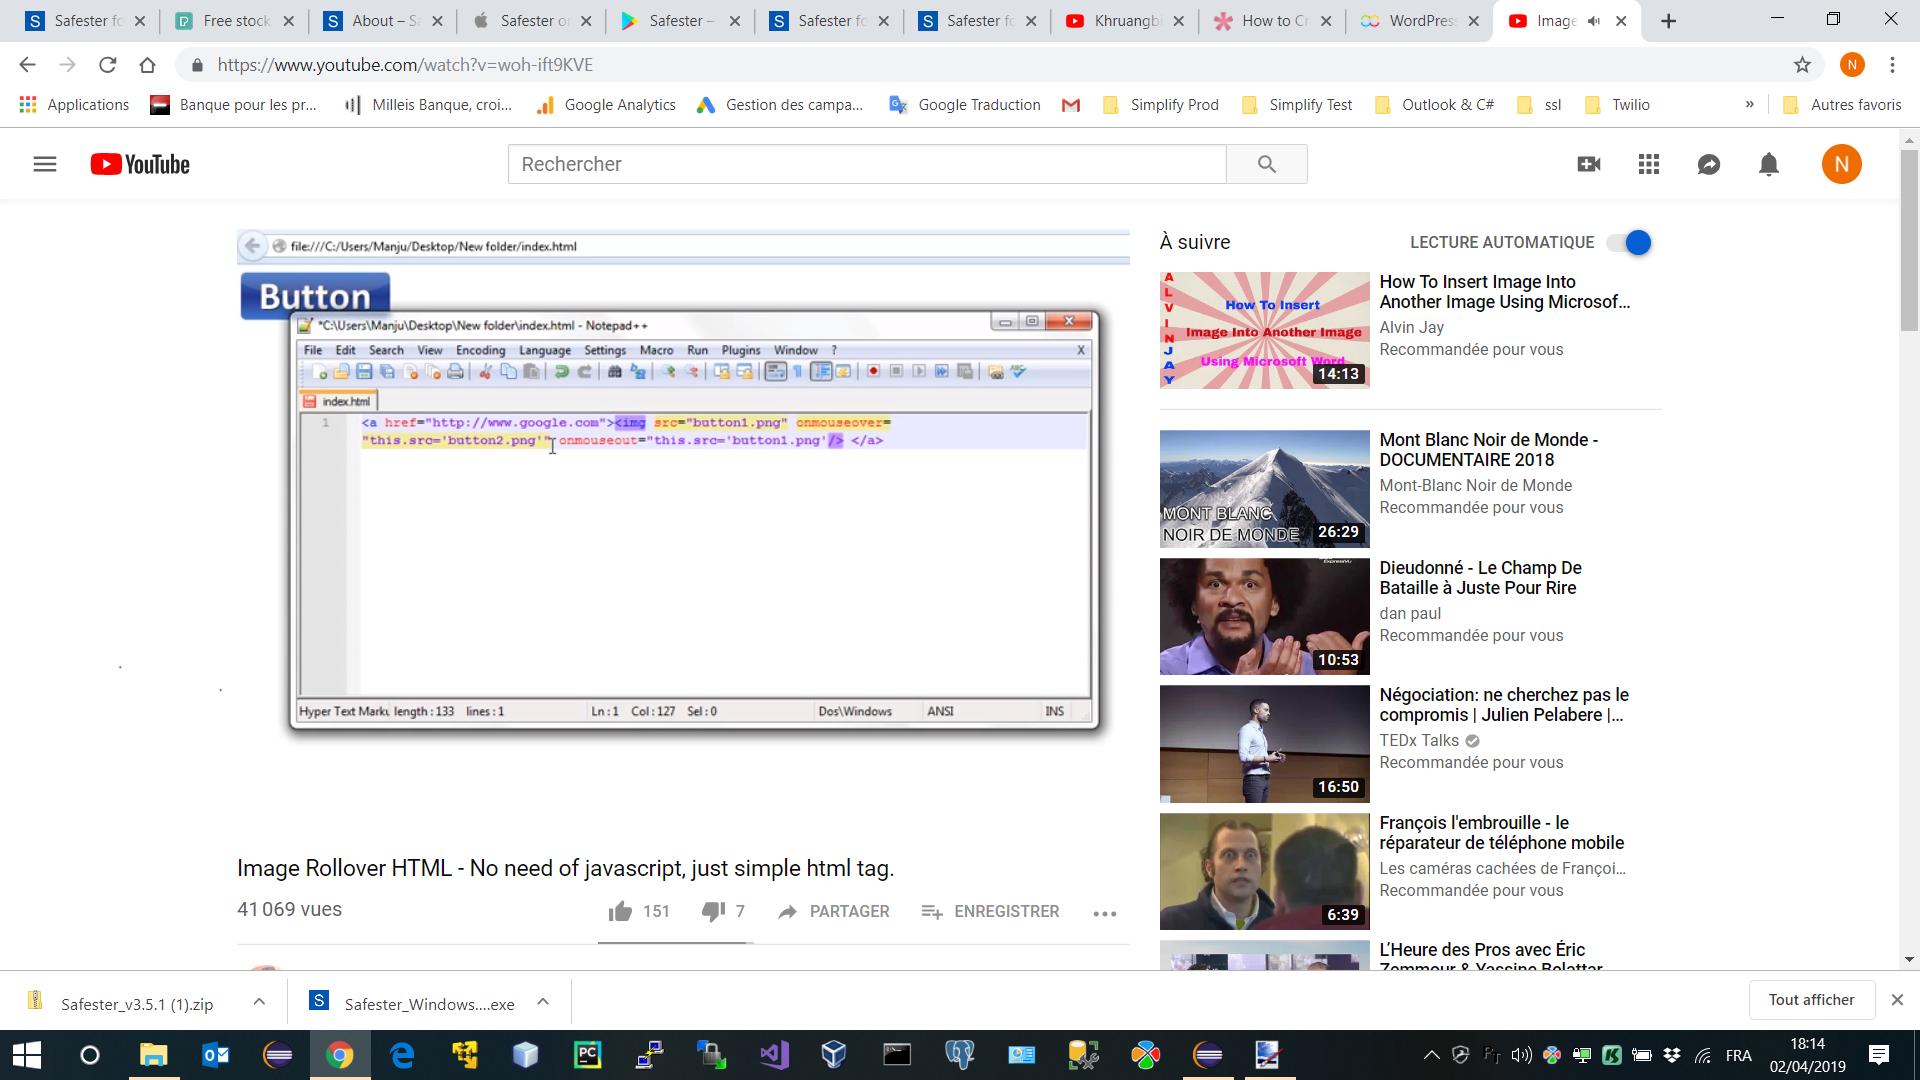 Safester fo
Free stock
About – Sa
Safester on
Safester –
Safester fo
Safester fo
Khruangbi
How to Cr
WordPress
Image
https://www.youtube.com/watch?v=woh-ift9KVE
N
Applications
Banque pour les pr...
Milleis Banque, croi...
Google Analytics
Gestion des campa...
Google Traduction
Simplify Prod
Simplify Test
Outlook & C#
ssl
Twilio
»
Autres favoris
YouTube
Rechercher
N
file:///C:/Users/Manju/Desktop/New folder/index.html
Button
*C:\Users\Manju\Desktop\New folder\index.html - Notepad++
File Edit Search View Encoding Language Settings Macro Run Plugins Window ? X
index.html
1 <a href="http://www.google.com"><img src="button1.png" onmouseover=
"this.src='button2.png'" onmouseout="this.src='button1.png'/> </a>
Hyper Text Marku length : 133 lines : 1 Ln : 1 Col : 127 Sel : 0 Dos\Windows ANSI INS
Image Rollover HTML - No need of javascript, just simple html tag.
41 069 vues
151
7
PARTAGER
ENREGISTRER
À suivre
LECTURE AUTOMATIQUE
ALVIN JAY
How To Insert
Image Into Another Image
Using Microsoft Word
14:13
How To Insert Image Into
Another Image Using Microsof...
Alvin Jay
Recommandée pour vous
MONT BLANC
NOIR DE MONDE
26:29
Mont Blanc Noir de Monde -
DOCUMENTAIRE 2018
Mont-Blanc Noir de Monde
Recommandée pour vous
10:53
Dieudonné - Le Champ De
Bataille à Juste Pour Rire
dan paul
Recommandée pour vous
16:50
Négociation: ne cherchez pas le
compromis | Julien Pelabere |...
TEDx Talks
Recommandée pour vous
6:39
François l'embrouille - le
réparateur de téléphone mobile
Les caméras cachées de Françoi...
Recommandée pour vous
L'Heure des Pros avec Éric
Zemmour & Yassine Belattar
Safester_v3.5.1 (1).zip
Safester_Windows....exe
Tout afficher
FRA
18:14
02/04/2019